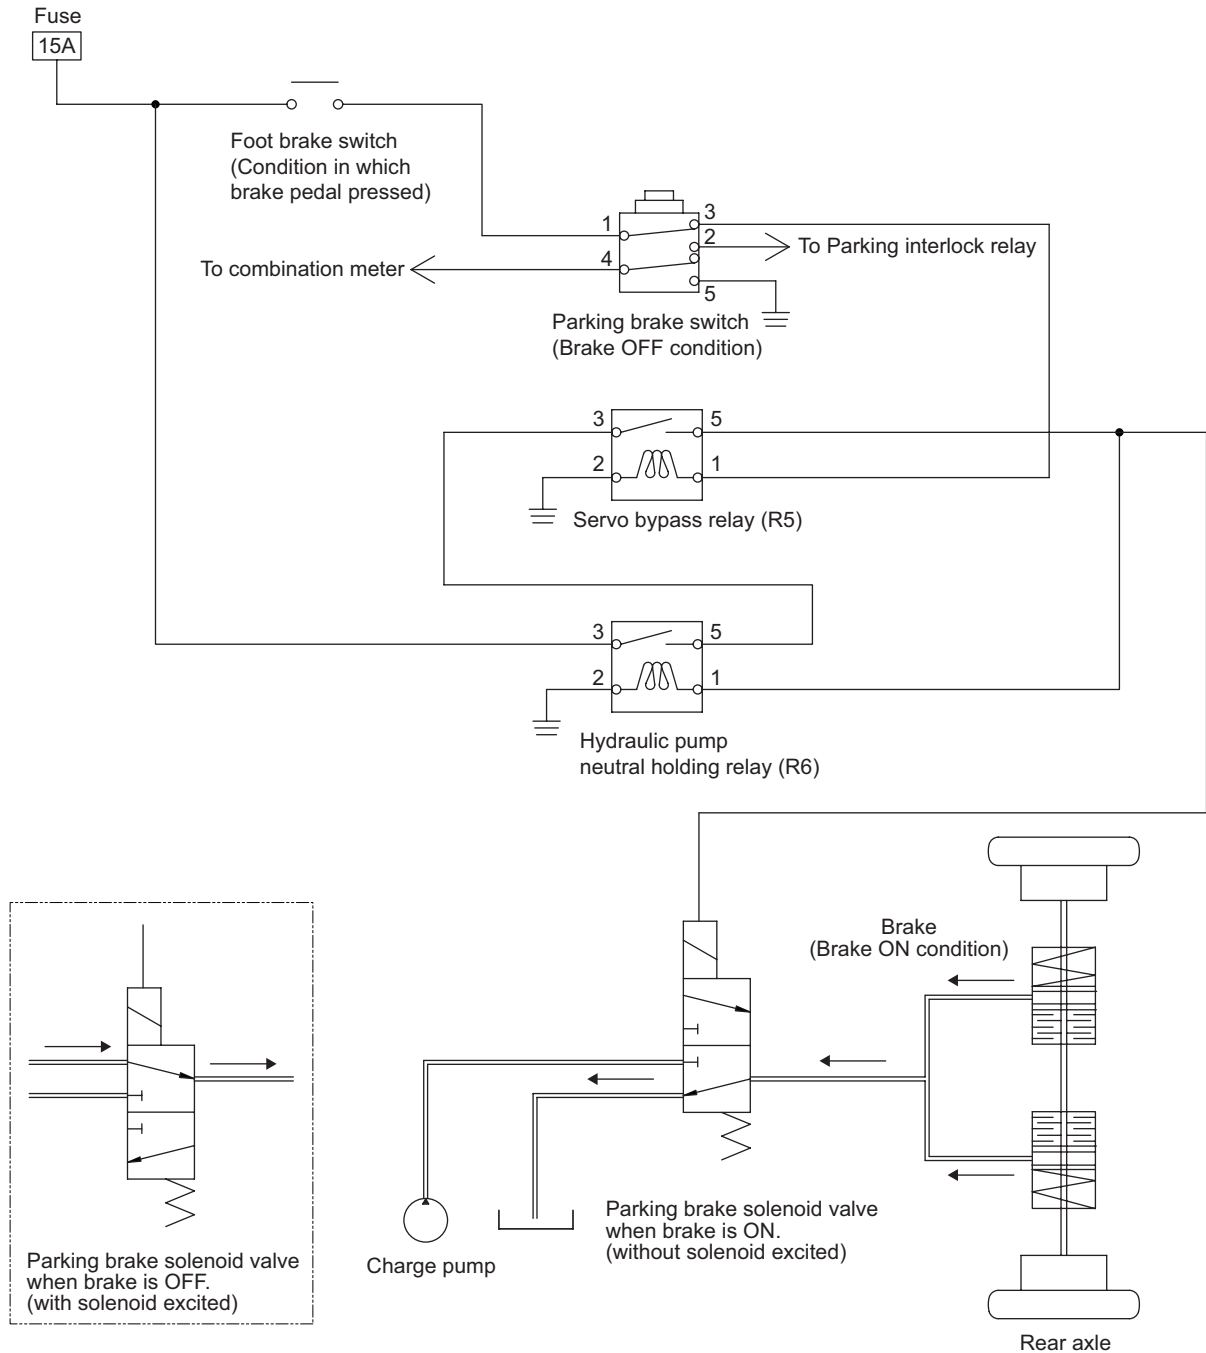 Fuse
15A
Foot brake switch
(Condition in which
brake pedal pressed)
1
3
2
To Parking interlock relay
To combination meter
4
5
Parking brake switch
(Brake OFF condition)
3
5
2
1
Servo bypass relay (R5)
3
5
2
1
Hydraulic pump
neutral holding relay (R6)
Brake
(Brake ON condition)
Parking brake solenoid valve
when brake is ON.
(without solenoid excited)
Charge pump
Parking brake solenoid valve
when brake is OFF.
(with solenoid excited)
Rear axle